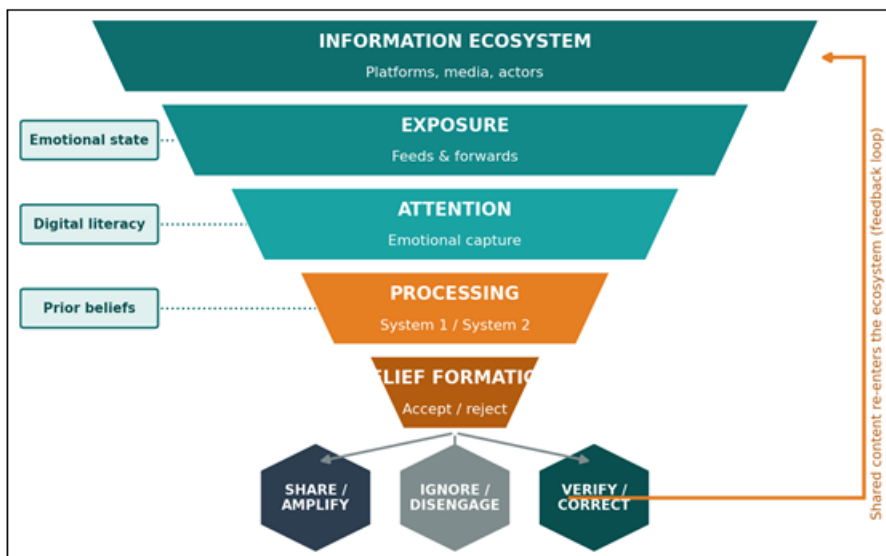 INFORMATION ECOSYSTEM
Platforms, media, actors
EXPOSURE
Feeds & forwards
Emotional state
ATTENTION
Emotional capture
Digital literacy
PROCESSING
System 1 / System 2
Prior beliefs
ELIEF FORMATIO
Accept / reject
SHARE /
AMPLIFY
IGNORE /
DISENGAGE
VERIFY /
CORRECT
Shared content re-enters the ecosystem (feedback loop)